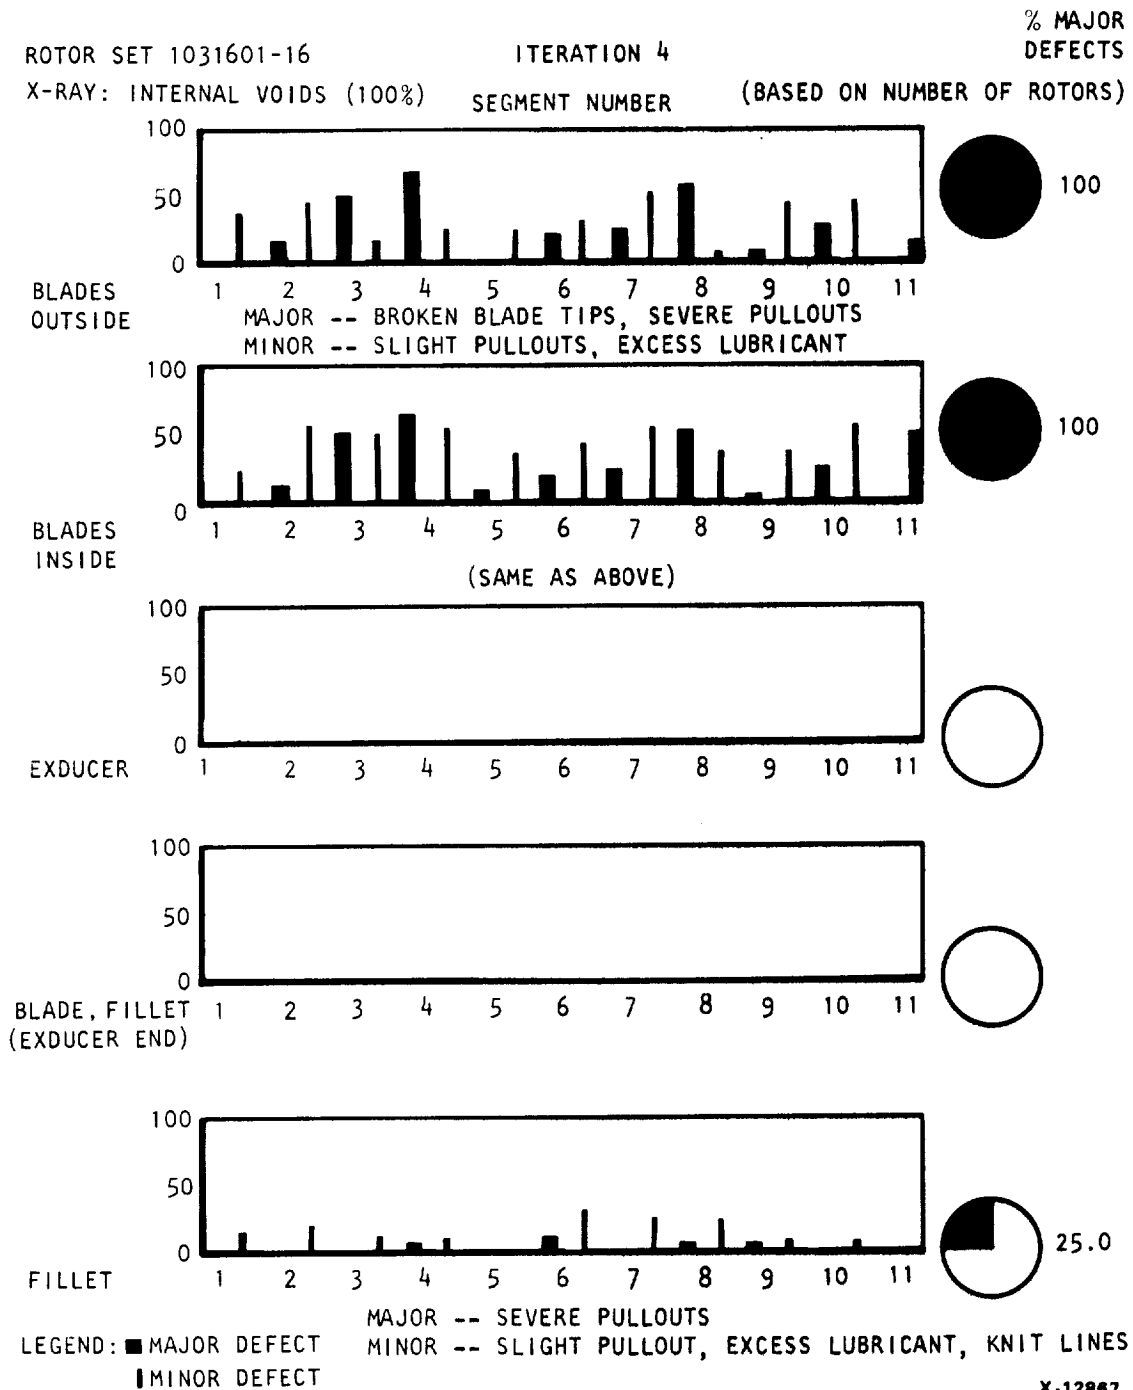 % MAJOR
ROTOR SET 1031601-16 ITERATION 4 DEFECTS
X-RAY: INTERNAL VOIDS (100%) SEGMENT NUMBER (BASED ON NUMBER OF ROTORS)
100
50
0
100
BLADES OUTSIDE
1 2 3 4 5 6 7 8 9 10 11
MAJOR -- BROKEN BLADE TIPS, SEVERE PULLOUTS
MINOR -- SLIGHT PULLOUTS, EXCESS LUBRICANT
100
50
0
100
BLADES INSIDE
1 2 3 4 5 6 7 8 9 10 11
(SAME AS ABOVE)
100
50
0
EXDUCER 1 2 3 4 5 6 7 8 9 10 11
100
50
0
BLADE, FILLET 1 2 3 4 5 6 7 8 9 10 11
(EXDUCER END)
100
50
0
25.0
FILLET 1 2 3 4 5 6 7 8 9 10 11
MAJOR -- SEVERE PULLOUTS
LEGEND: MAJOR DEFECT MINOR -- SLIGHT PULLOUT, EXCESS LUBRICANT, KNIT LINES
MINOR DEFECT
X-12967